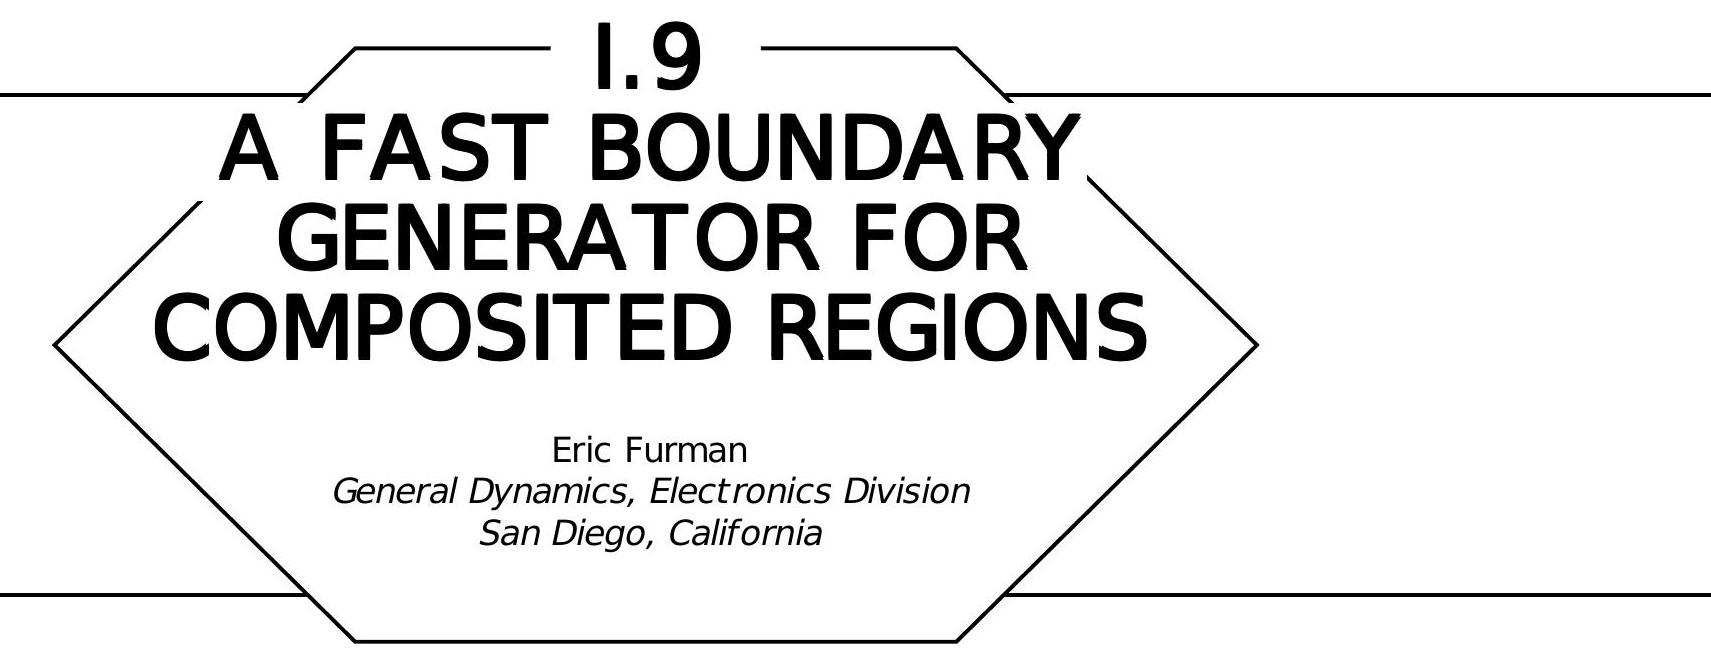 I.9
A FAST BOUNDARY
GENERATOR FOR
COMPOSITED REGIONS
Eric Furman
General Dynamics, Electronics Division
San Diego, California